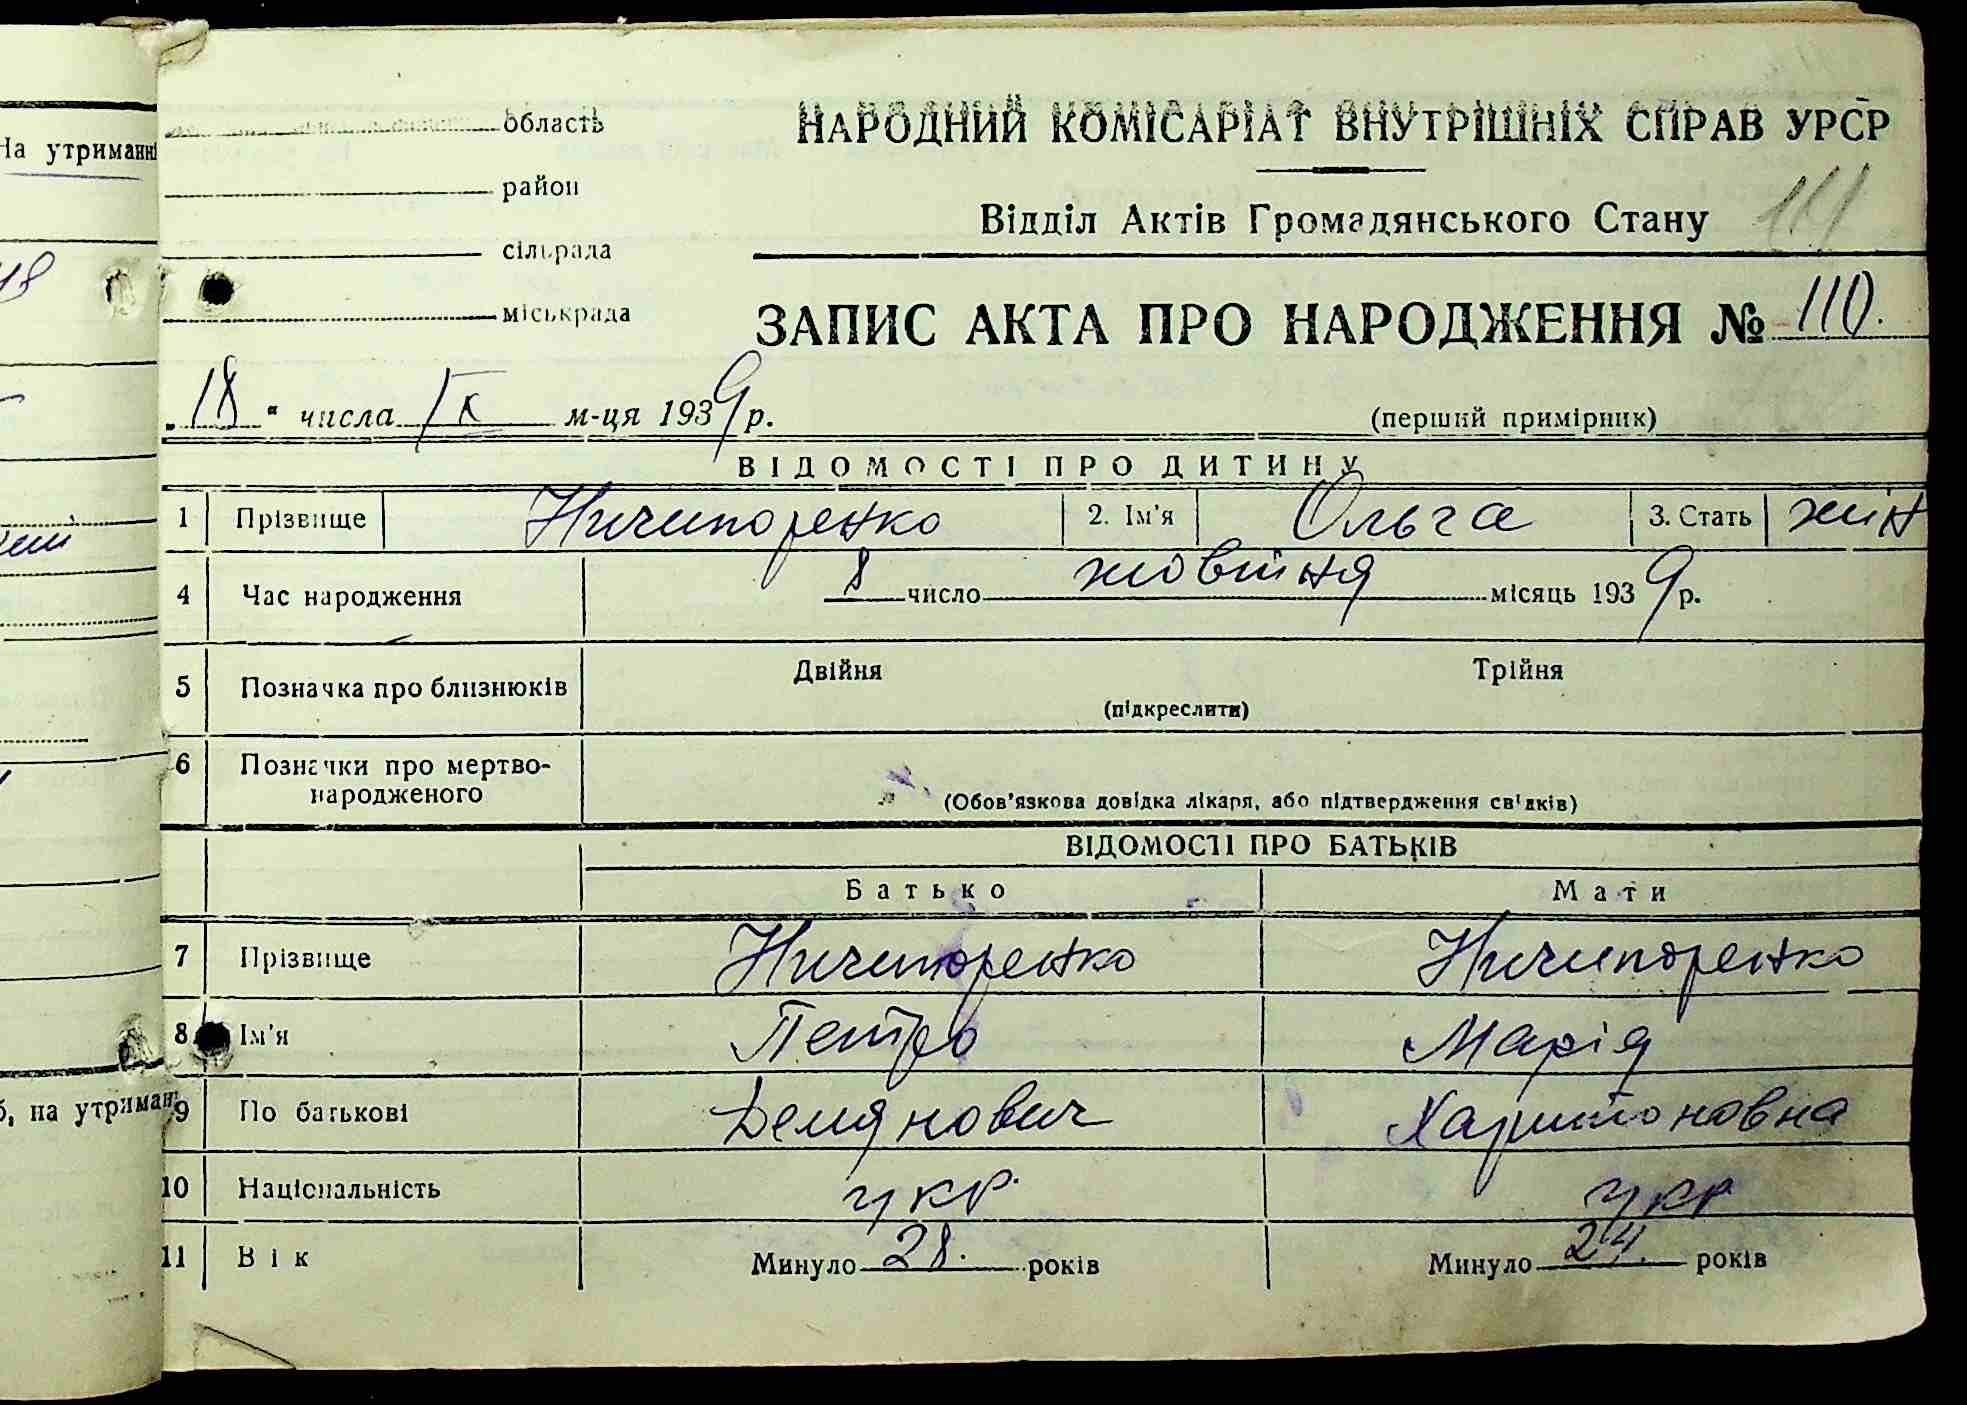 область
район
сільрада
міськрада
НАРОДНИЙ КОМІСАРІАТ ВНУТРІШНІХ СПРАВ УРСР
Відділ Актів Громадянського Стану
111
ЗАПИС АКТА ПРО НАРОДЖЕННЯ № 110.
„18“ числа IX м-ця 1939 р.
(перший примірник)
ВІДОМОСТІ ПРО ДИТИНУ
1 Прізвище Ничипоренко 2. Ім'я Ольга 3. Стать жін
4 Час народження 8 число жовтня місяць 1939 р.
5 Позначка про близнюків Двійня Трійня
(підкреслити)
6 Позначки про мертво-
народженого
(Обов'язкова довідка лікаря, або підтвердження свідків)
ВІДОМОСТІ ПРО БАТЬКІВ
Батько Мати
7 Прізвище Ничипоренко Ничипоренко
8 Ім'я Петро Марія
9 По батькові Демянович Харитоновна
10 Національність укр. укр
11 Вік Минуло 28. років Минуло 24. років
На утриманні
б, на утриман